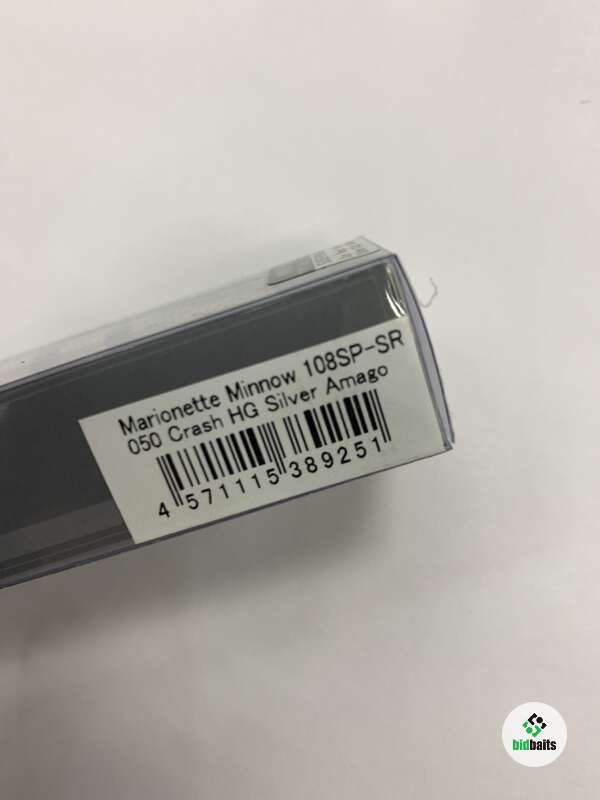 Marionette Minnow 108SP-SR
050 Crash HG Silver Amago
4 571115 389251
bidbaits